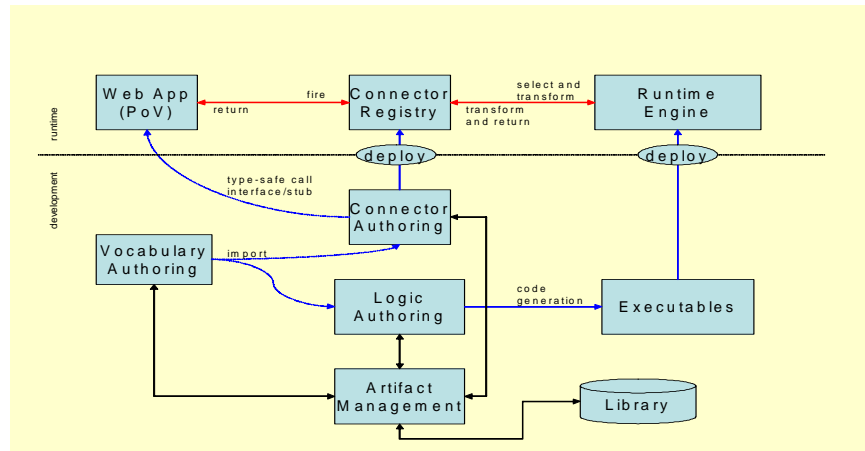 Web App
(PoV)
fire
return
Connector
Registry
select and
transform
transform
and return
Runtime
Engine
runtime
deploy
deploy
development
type-safe call
interface/stub
Connector
Authoring
Vocabulary
Authoring
import
Logic
Authoring
code
generation
Executables
Artifact
Management
Library